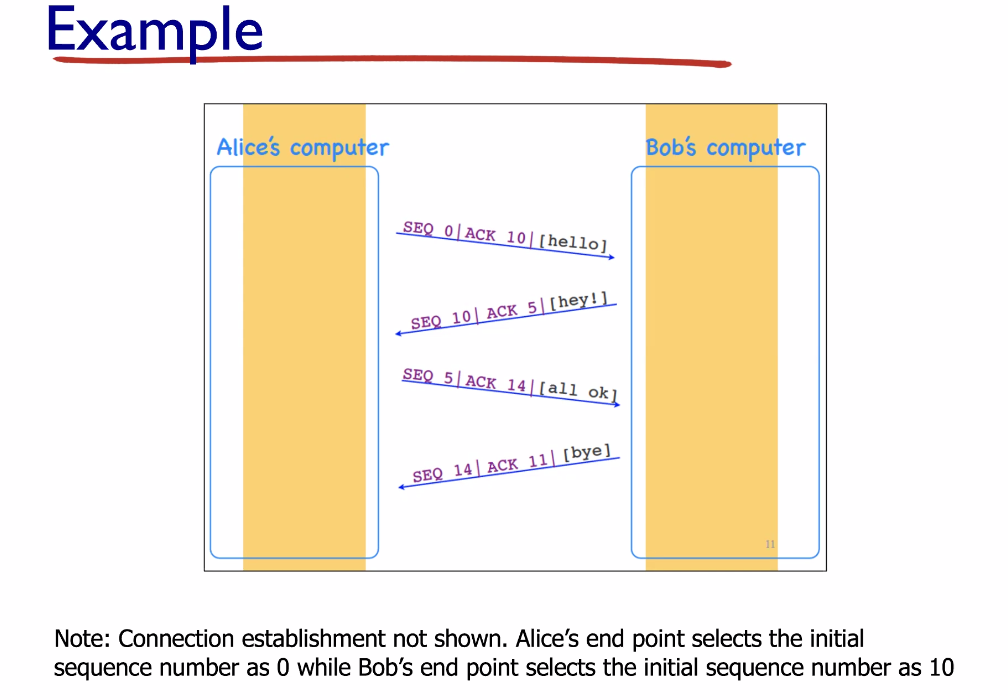 Example
Alice's computer
Bob's computer
SEQ 0|ACK 10|[hello]
SEQ 10| ACK 5|[hey!]
SEQ 5|ACK 14|[all ok]
SEQ 14| ACK 11| [bye]
11
Note: Connection establishment not shown. Alice’s end point selects the initial
sequence number as 0 while Bob’s end point selects the initial sequence number as 10